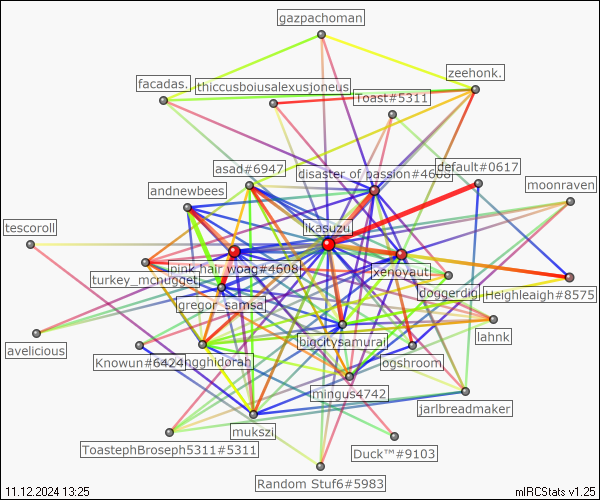 gazpachoman
zeehonk.
facadas.
thiccusboiusalexusjoneus
Toast#5311
asad#6947
disaster of passion#4608
default#0617
andnewbees
moonraven
lkasuzu
tescoroll
pink hair woag#4608
xenoyaut
turkey_mcnugget
doggerdig
Heighleaigh#8575
gregor_samsa
bigcitysamurai
lahnk
avelicious
Knowun#6424
ngghidorah
ogshroom
mingus4742
jarlbreadmaker
mukszi
ToastephBroseph5311#5311
Duck™#9103
Random Stuf6#5983
11.12.2024 13:25
mIRCStats v1.25